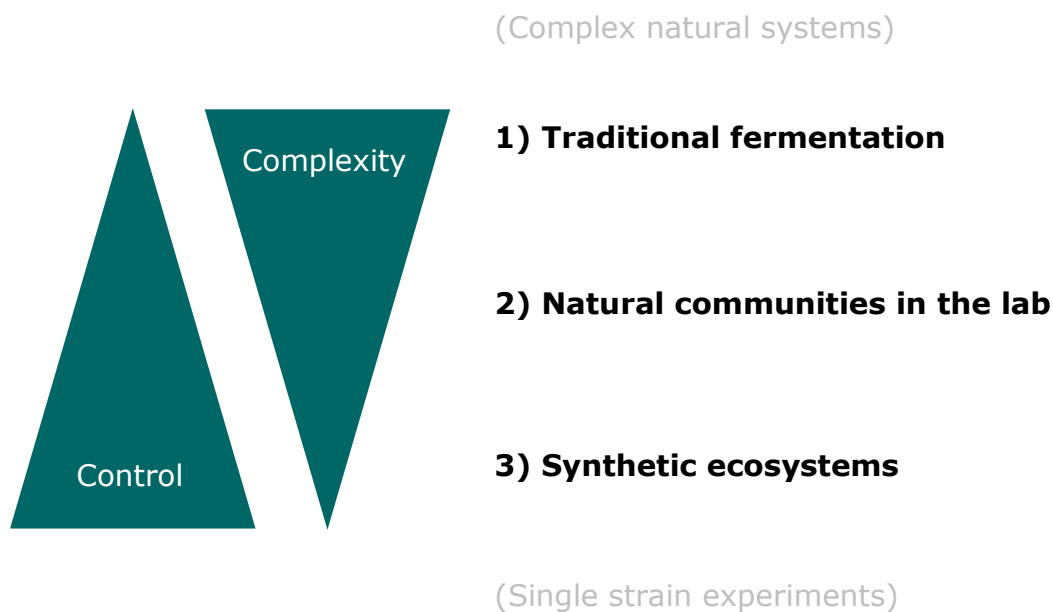 (Complex natural systems)
1) Traditional fermentation
Complexity
2) Natural communities in the lab
3) Synthetic ecosystems
Control
(Single strain experiments)